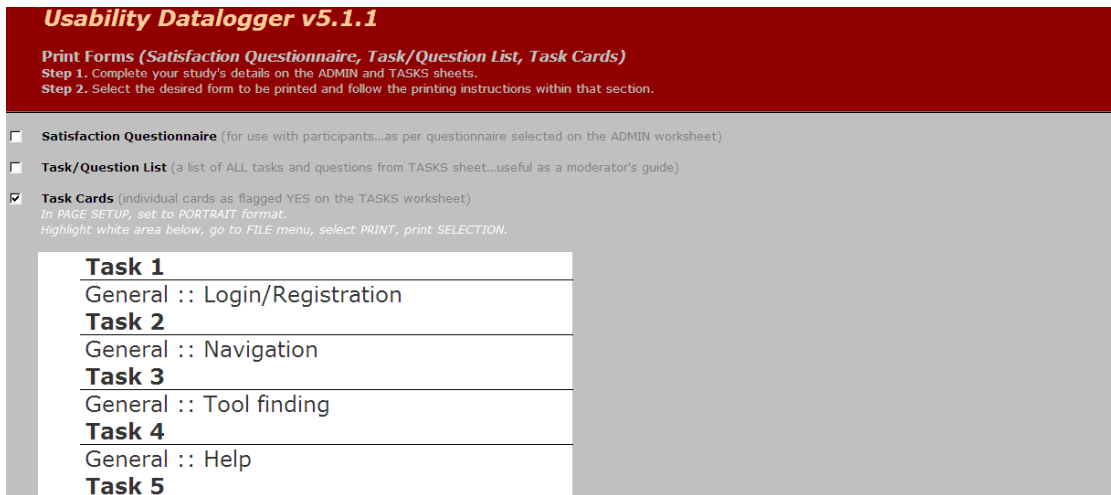 Usability Datalogger v5.1.1
Print Forms (Satisfaction Questionnaire, Task/Question List, Task Cards)
Step 1. Complete your study's details on the ADMIN and TASKS sheets.
Step 2. Select the desired form to be printed and follow the printing instructions within that section.
Satisfaction Questionnaire (for use with participants...as per questionnaire selected on the ADMIN worksheet)
Task/Question List (a list of ALL tasks and questions from TASKS sheet...useful as a moderator's guide)
Task Cards (individual cards as flagged YES on the TASKS worksheet)
In PAGE SETUP, set to PORTRAIT format.
Highlight white area below, go to FILE menu, select PRINT, print SELECTION.
Task 1
General :: Login/Registration
Task 2
General :: Navigation
Task 3
General :: Tool finding
Task 4
General :: Help
Task 5